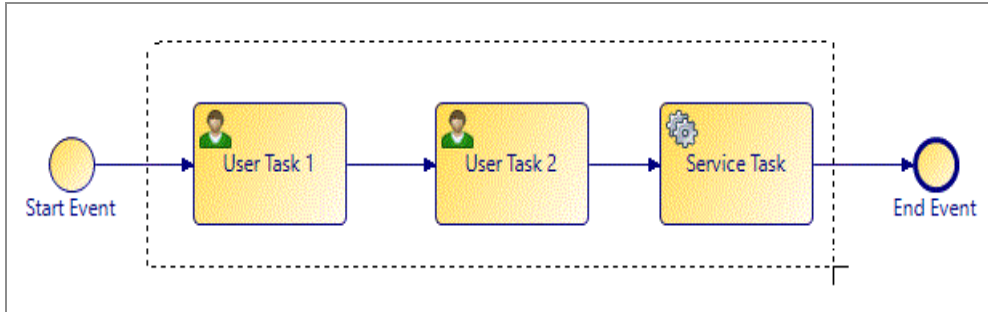 User Task 1
User Task 2
Service Task
Start Event
End Event